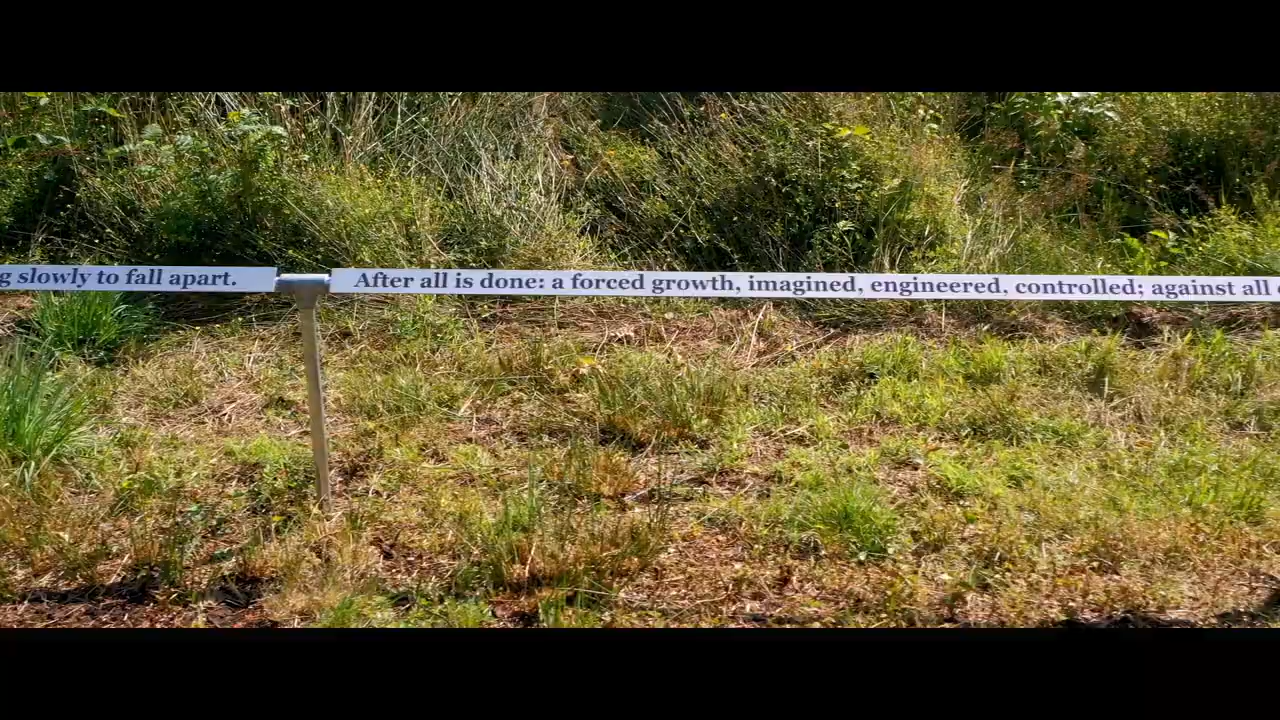 slowly to fall apart.
After all is done: a forced growth, imagined, engineered, controlled; against all